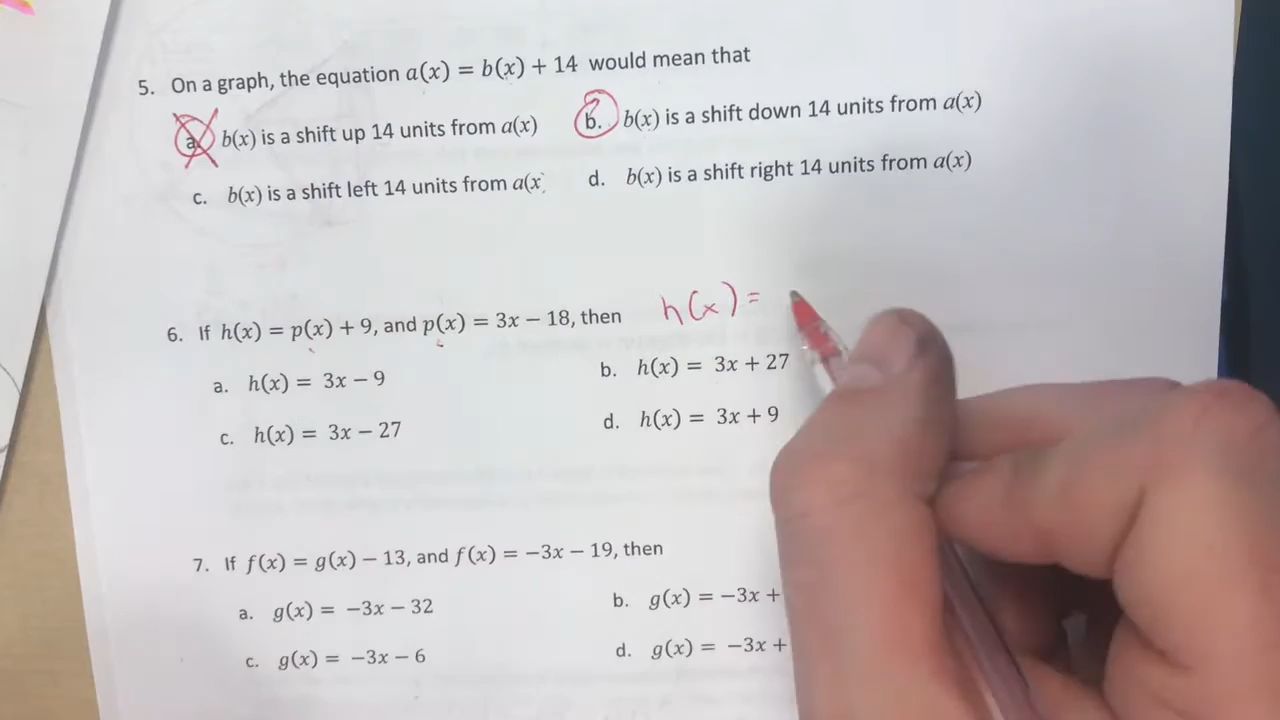 5. On a graph, the equation a(x) = b(x) + 14 would mean that
a. b(x) is a shift up 14 units from a(x)
b. b(x) is a shift down 14 units from a(x)
c. b(x) is a shift left 14 units from a(x
d. b(x) is a shift right 14 units from a(x)
h(x) =
6. If h(x) = p(x) + 9, and p(x) = 3x − 18, then
a. h(x) = 3x − 9
b. h(x) = 3x + 27
c. h(x) = 3x − 27
d. h(x) = 3x + 9
7. If f(x) = g(x) − 13, and f(x) = −3x − 19, then
a. g(x) = −3x − 32
b. g(x) = −3x +
c. g(x) = −3x − 6
d. g(x) = −3x +